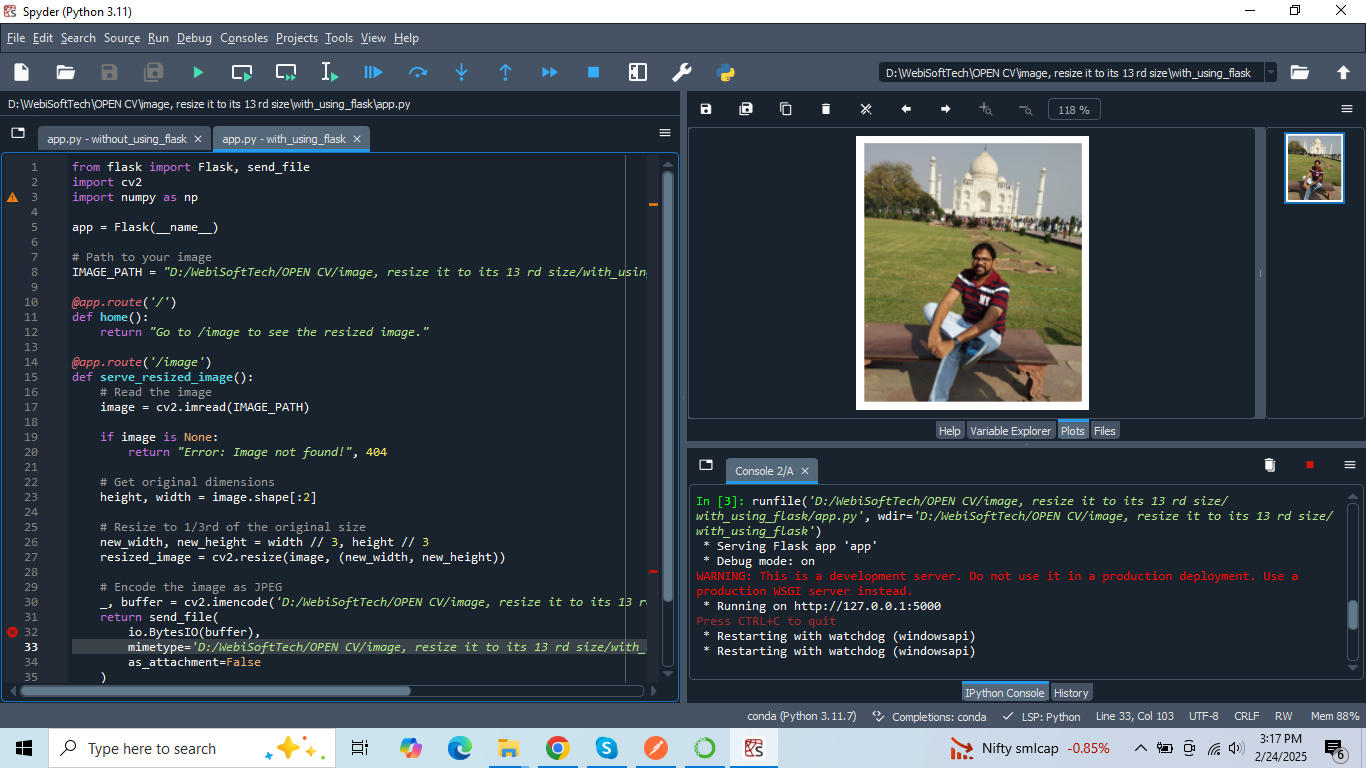 Spyder (Python 3.11)
File Edit Search Source Run Debug Consoles Projects Tools View Help
D:\WebiSoftTech\OPEN CV\image, resize it to its 13 rd size\with_using_flask
D:\WebiSoftTech\OPEN CV\image, resize it to its 13 rd size\with_using_flask\app.py
app.py - without_using_flask
app.py - with_using_flask
1 from flask import Flask, send_file
2 import cv2
3 import numpy as np
4
5 app = Flask(__name__)
6
7 # Path to your image
8 IMAGE_PATH = "D:/WebiSoftTech/OPEN CV/image, resize it to its 13 rd size/with_using
9
10 @app.route('/')
11 def home():
12     return "Go to /image to see the resized image."
13
14 @app.route('/image')
15 def serve_resized_image():
16     # Read the image
17     image = cv2.imread(IMAGE_PATH)
18
19     if image is None:
20         return "Error: Image not found!", 404
21
22     # Get original dimensions
23     height, width = image.shape[:2]
24
25     # Resize to 1/3rd of the original size
26     new_width, new_height = width // 3, height // 3
27     resized_image = cv2.resize(image, (new_width, new_height))
28
29     # Encode the image as JPEG
30     _, buffer = cv2.imencode('D:/WebiSoftTech/OPEN CV/image, resize it to its 13 r
31     return send_file(
32         io.BytesIO(buffer),
33         mimetype='D:/WebiSoftTech/OPEN CV/image, resize it to its 13 rd size/with_
34         as_attachment=False
35     )
118 %
Help Variable Explorer Plots Files
Console 2/A
In [3]: runfile('D:/WebiSoftTech/OPEN CV/image, resize it to its 13 rd size/
with_using_flask/app.py', wdir='D:/WebiSoftTech/OPEN CV/image, resize it to its 13 rd size/
with_using_flask')
* Serving Flask app 'app'
* Debug mode: on
WARNING: This is a development server. Do not use it in a production deployment. Use a
production WSGI server instead.
* Running on http://127.0.0.1:5000
Press CTRL+C to quit
* Restarting with watchdog (windowsapi)
* Restarting with watchdog (windowsapi)
IPython Console History
conda (Python 3.11.7) Completions: conda LSP: Python Line 33, Col 103 UTF-8 CRLF RW Mem 88%
Type here to search
Nifty smlcap -0.85%
3:17 PM
2/24/2025
6